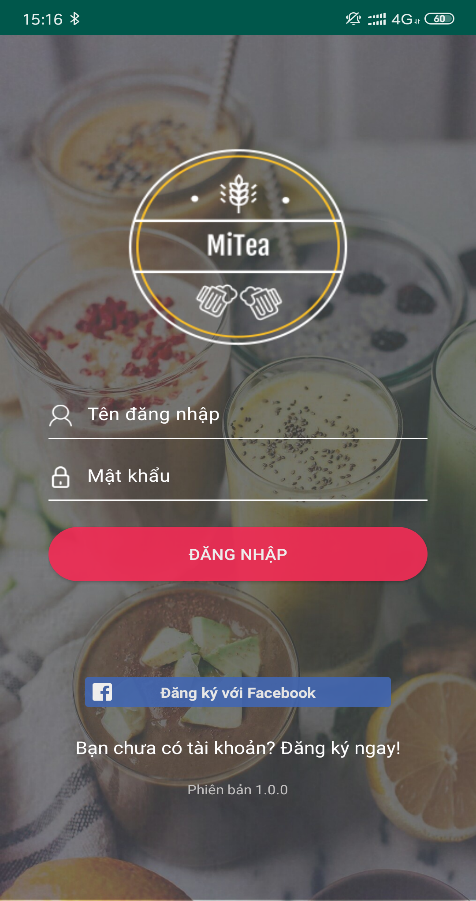 15:16 4G 60
MiTea
Tên đăng nhập
Mật khẩu
ĐĂNG NHẬP
Đăng ký với Facebook
Bạn chưa có tài khoản? Đăng ký ngay!
Phiên bản 1.0.0